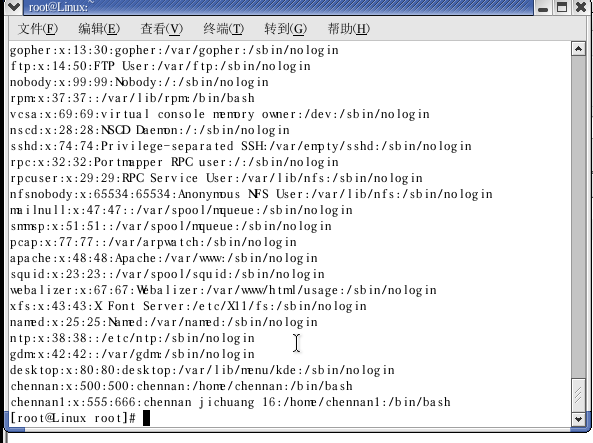 root@Linux:~
文件(F) 编辑(E) 查看(V) 终端(T) 转到(G) 帮助(H)
gopher:x:13:30:gopher:/var/gopher:/sbin/nologin
ftp:x:14:50:FTP User:/var/ftp:/sbin/nologin
nobody:x:99:99:Nobody:/:/sbin/nologin
rpm:x:37:37::/var/lib/rpm:/bin/bash
vcsa:x:69:69:virtual console memory owner:/dev:/sbin/nologin
nscd:x:28:28:NSCD Daemon:/:/sbin/nologin
sshd:x:74:74:Privilege-separated SSH:/var/empty/sshd:/sbin/nologin
rpc:x:32:32:Portmapper RPC user:/:/sbin/nologin
rpcuser:x:29:29:RPC Service User:/var/lib/nfs:/sbin/nologin
nfsnobody:x:65534:65534:Anonymous NFS User:/var/lib/nfs:/sbin/nologin
mailnull:x:47:47::/var/spool/mqueue:/sbin/nologin
smmsp:x:51:51::/var/spool/mqueue:/sbin/nologin
pcap:x:77:77::/var/arpwatch:/sbin/nologin
apache:x:48:48:Apache:/var/www:/sbin/nologin
squid:x:23:23::/var/spool/squid:/sbin/nologin
webalizer:x:67:67:Webalizer:/var/www/html/usage:/sbin/nologin
xfs:x:43:43:X Font Server:/etc/X11/fs:/sbin/nologin
named:x:25:25:Named:/var/named:/sbin/nologin
ntp:x:38:38::/etc/ntp:/sbin/nologin
gdm:x:42:42::/var/gdm:/sbin/nologin
desktop:x:80:80:desktop:/var/lib/menu/kde:/sbin/nologin
chennan:x:500:500:chennan:/home/chennan:/bin/bash
chennan1:x:555:666:chennan jichuang 16:/home/chennan1:/bin/bash
[root@Linux root]#